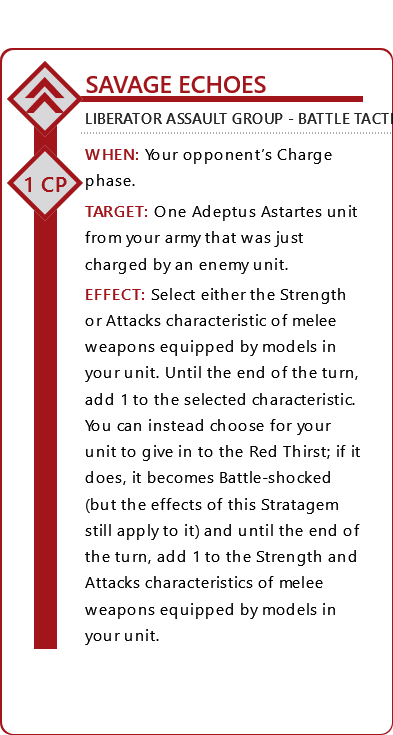 SAVAGE ECHOES
LIBERATOR ASSAULT GROUP - BATTLE TACTI
1 CP
WHEN: Your opponent's Charge
phase.
TARGET: One Adeptus Astartes unit
from your army that was just
charged by an enemy unit.
EFFECT: Select either the Strength
or Attacks characteristic of melee
weapons equipped by models in
your unit. Until the end of the turn,
add 1 to the selected characteristic.
You can instead choose for your
unit to give in to the Red Thirst; if it
does, it becomes Battle-shocked
(but the effects of this Stratagem
still apply to it) and until the end of
the turn, add 1 to the Strength and
Attacks characteristics of melee
weapons equipped by models in
your unit.